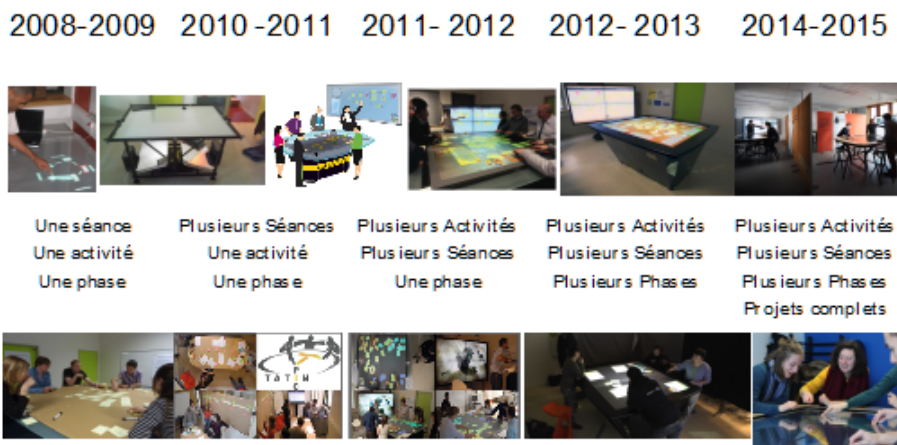 2008-2009 2010 -2011 2011- 2012 2012- 2013 2014-2015
Une séance Plusieurs Séances Plusieurs Activités Plusieurs Activités Plusieurs Activités
Une activité Une activité Plusieurs Séances Plusieurs Séances Plusieurs Séances
Une phase Une phase Une phase Plusieurs Phases Plusieurs Phases
Projets complets
TATIN